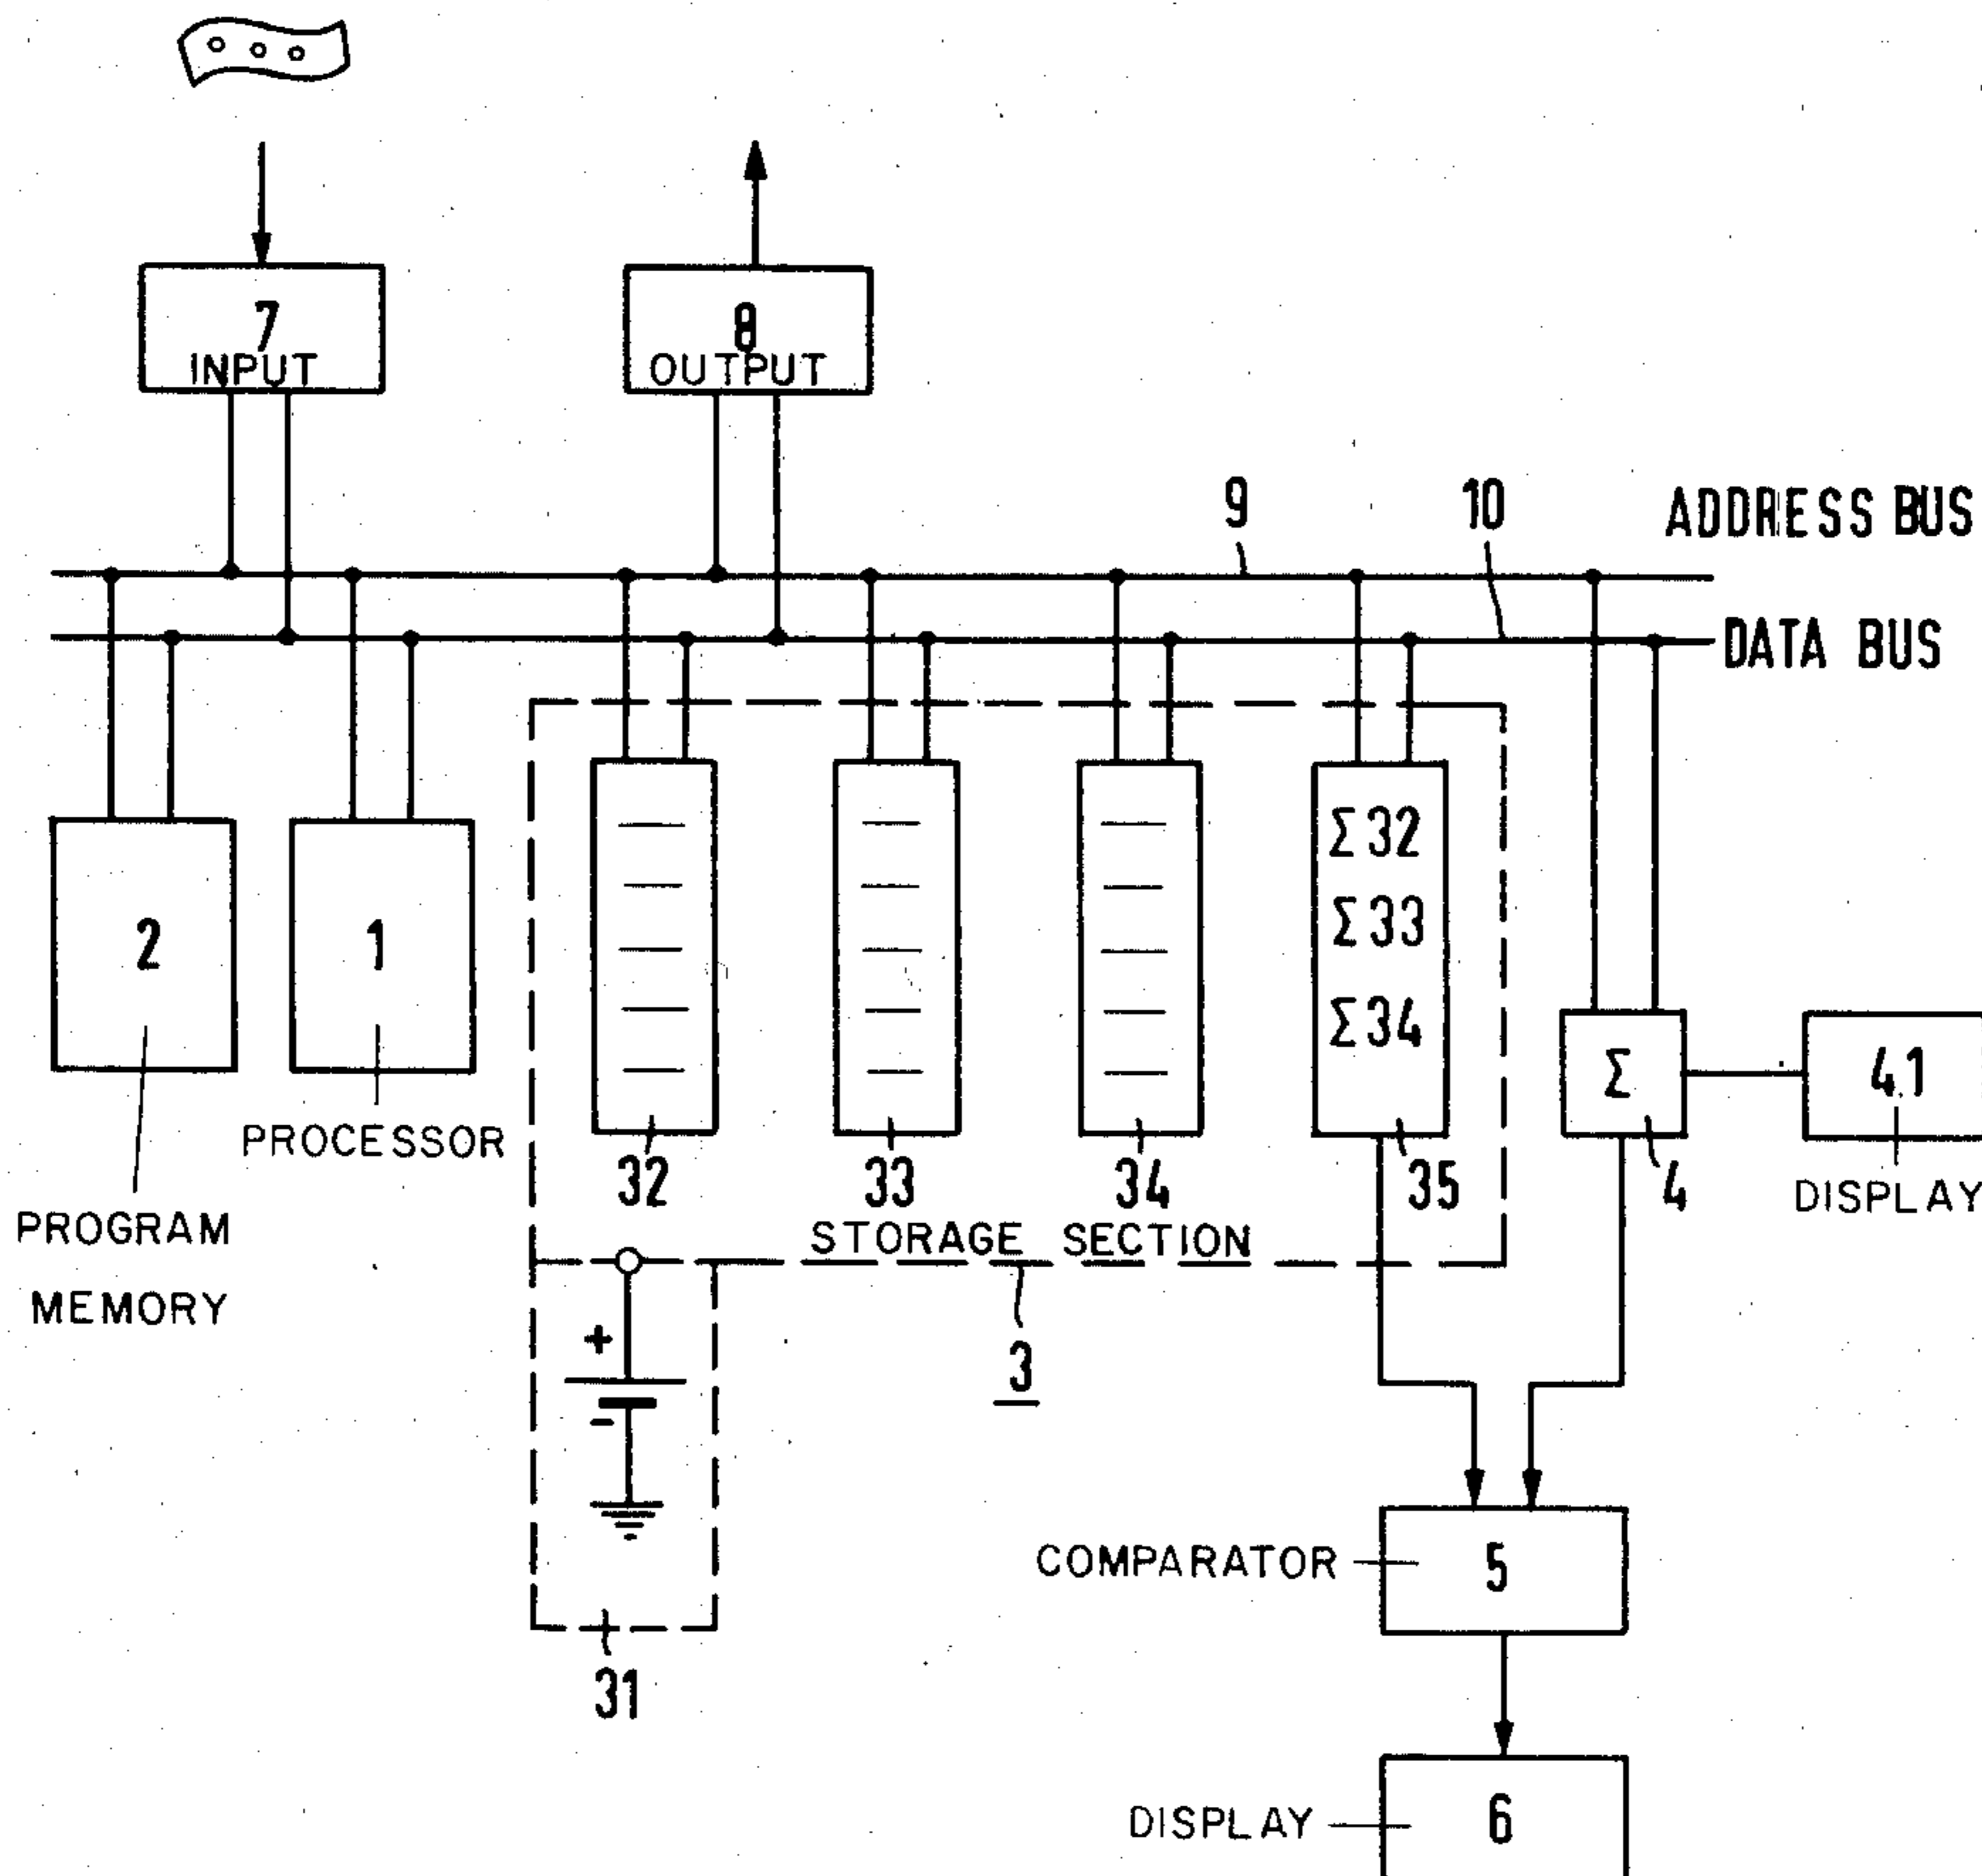 7
INPUT
8
OUTPUT
9
10
ADDRESS BUS
DATA BUS
2
1
Σ32
Σ33
Σ34
Σ
4.1
PROCESSOR
PROGRAM
MEMORY
32
33
34
35
4
DISPLAY
STORAGE SECTION
3
+
-
31
COMPARATOR
5
DISPLAY
6